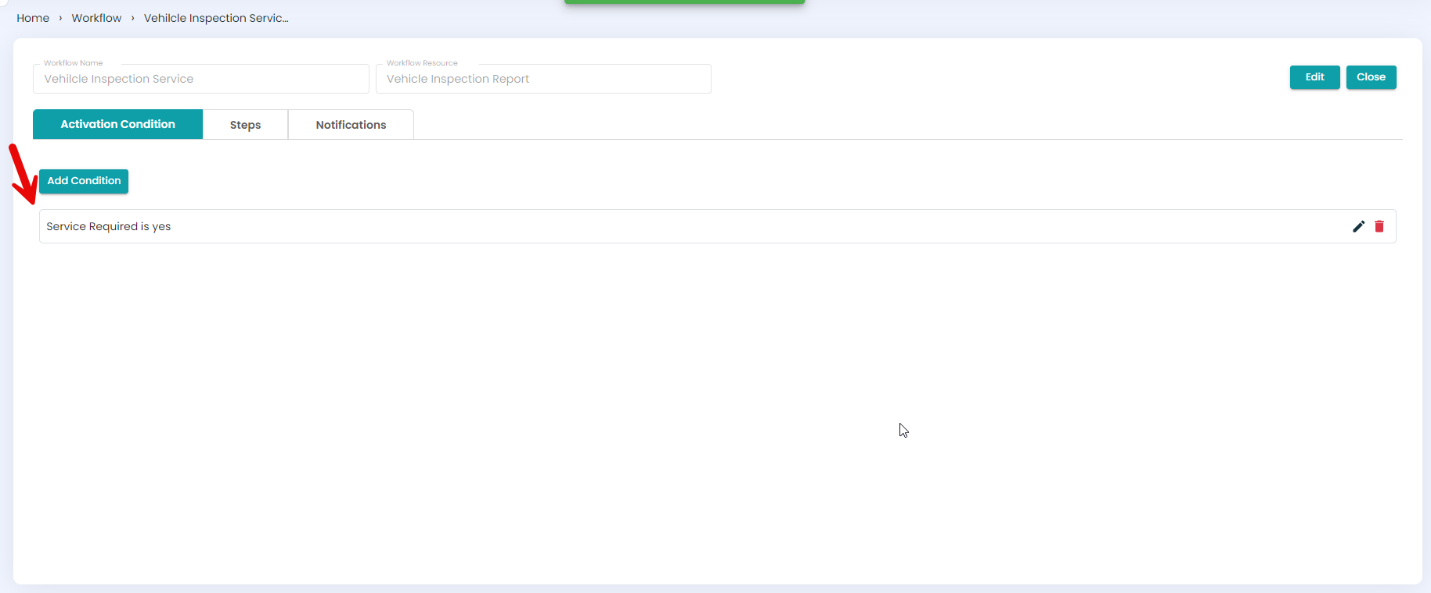 Home › Workflow › Vehilcle Inspection Servic...
Workflow Name
Vehilcle Inspection Service
Workflow Resource
Vehicle Inspection Report
Edit
Close
Activation Condition
Steps
Notifications
Add Condition
Service Required is yes